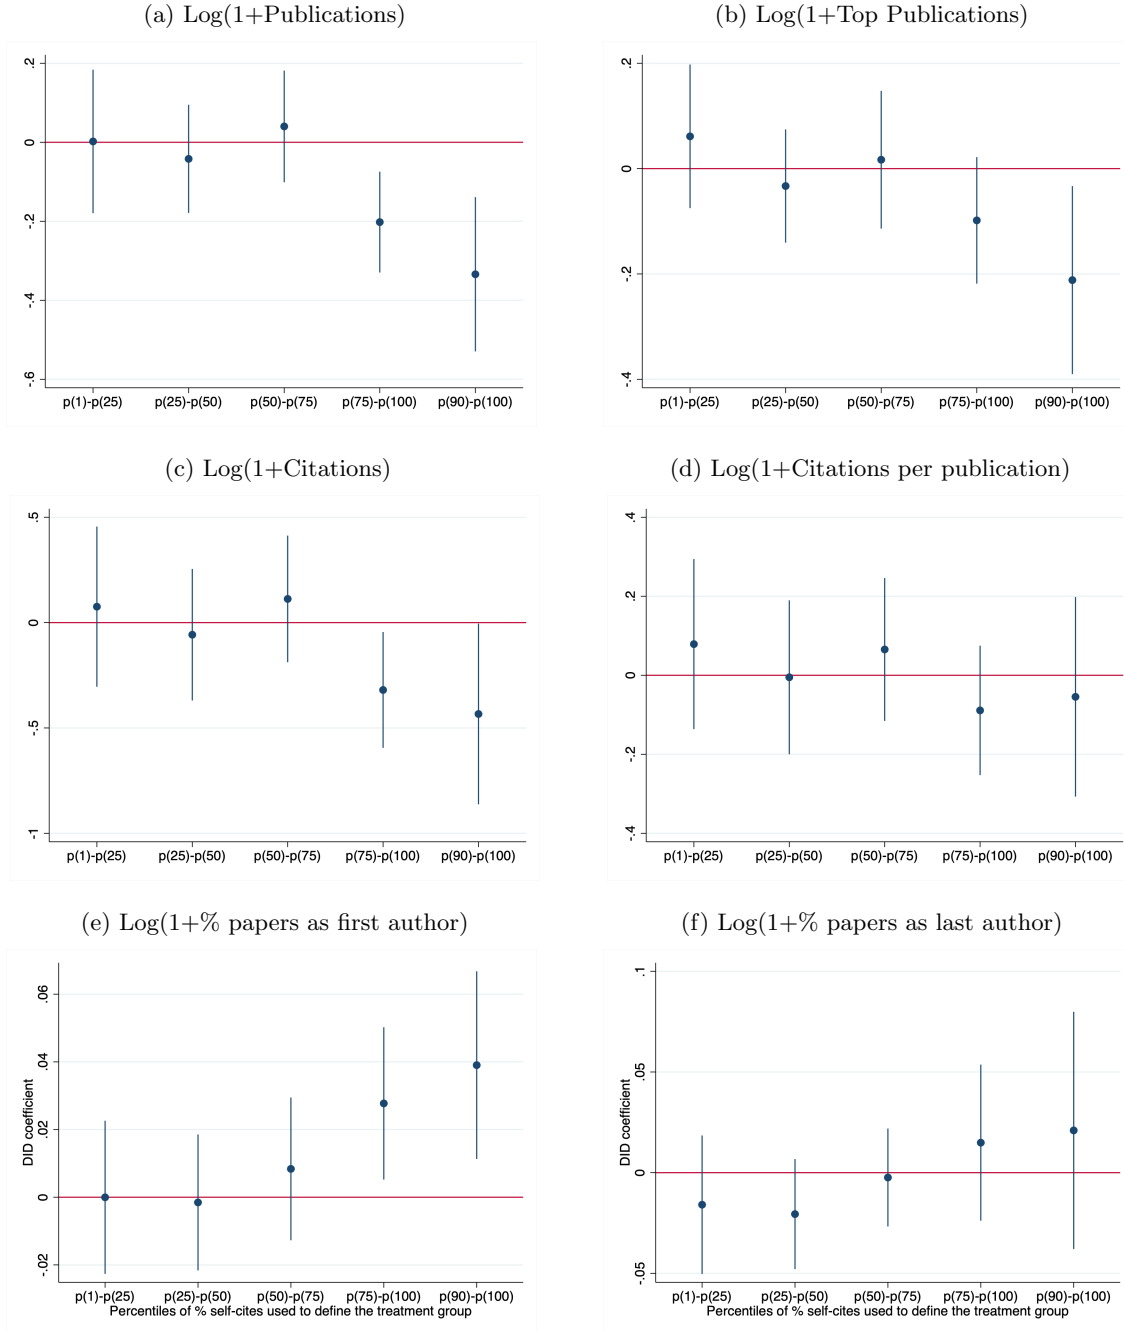 (a) Log(1+Publications)
.2
0
-.2
-.4
-.6
p(1)-p(25) p(25)-p(50) p(50)-p(75) p(75)-p(100) p(90)-p(100)
(b) Log(1+Top Publications)
.2
0
-.2
-.4
p(1)-p(25) p(25)-p(50) p(50)-p(75) p(75)-p(100) p(90)-p(100)
(c) Log(1+Citations)
.5
0
-.5
-1
p(1)-p(25) p(25)-p(50) p(50)-p(75) p(75)-p(100) p(90)-p(100)
(d) Log(1+Citations per publication)
.4
.2
0
-.2
-.4
p(1)-p(25) p(25)-p(50) p(50)-p(75) p(75)-p(100) p(90)-p(100)
(e) Log(1+% papers as first author)
DID coefficient
.06
.04
.02
0
-.02
p(1)-p(25) p(25)-p(50) p(50)-p(75) p(75)-p(100) p(90)-p(100)
Percentiles of % self-cites used to define the treatment group
(f) Log(1+% papers as last author)
DID coefficient
.1
.05
0
-.05
p(1)-p(25) p(25)-p(50) p(50)-p(75) p(75)-p(100) p(90)-p(100)
Percentiles of % self-cites used to define the treatment group